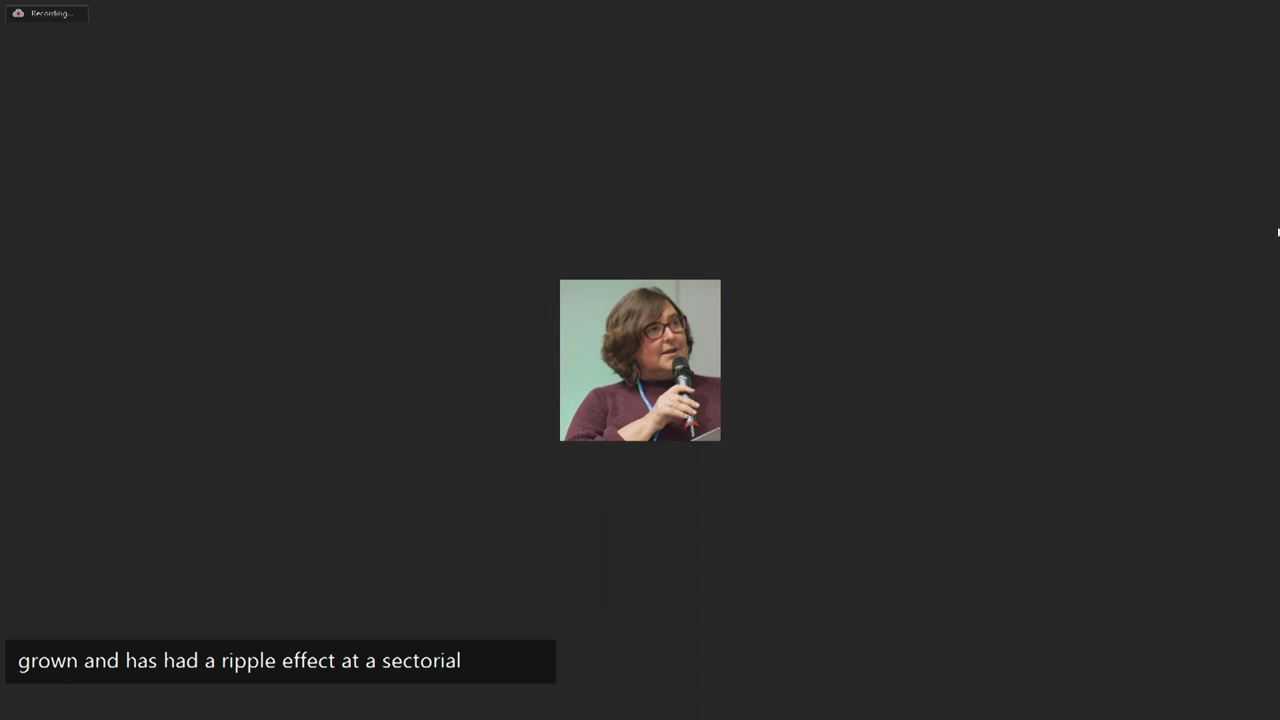 Recording...
grown and has had a ripple effect at a sectorial